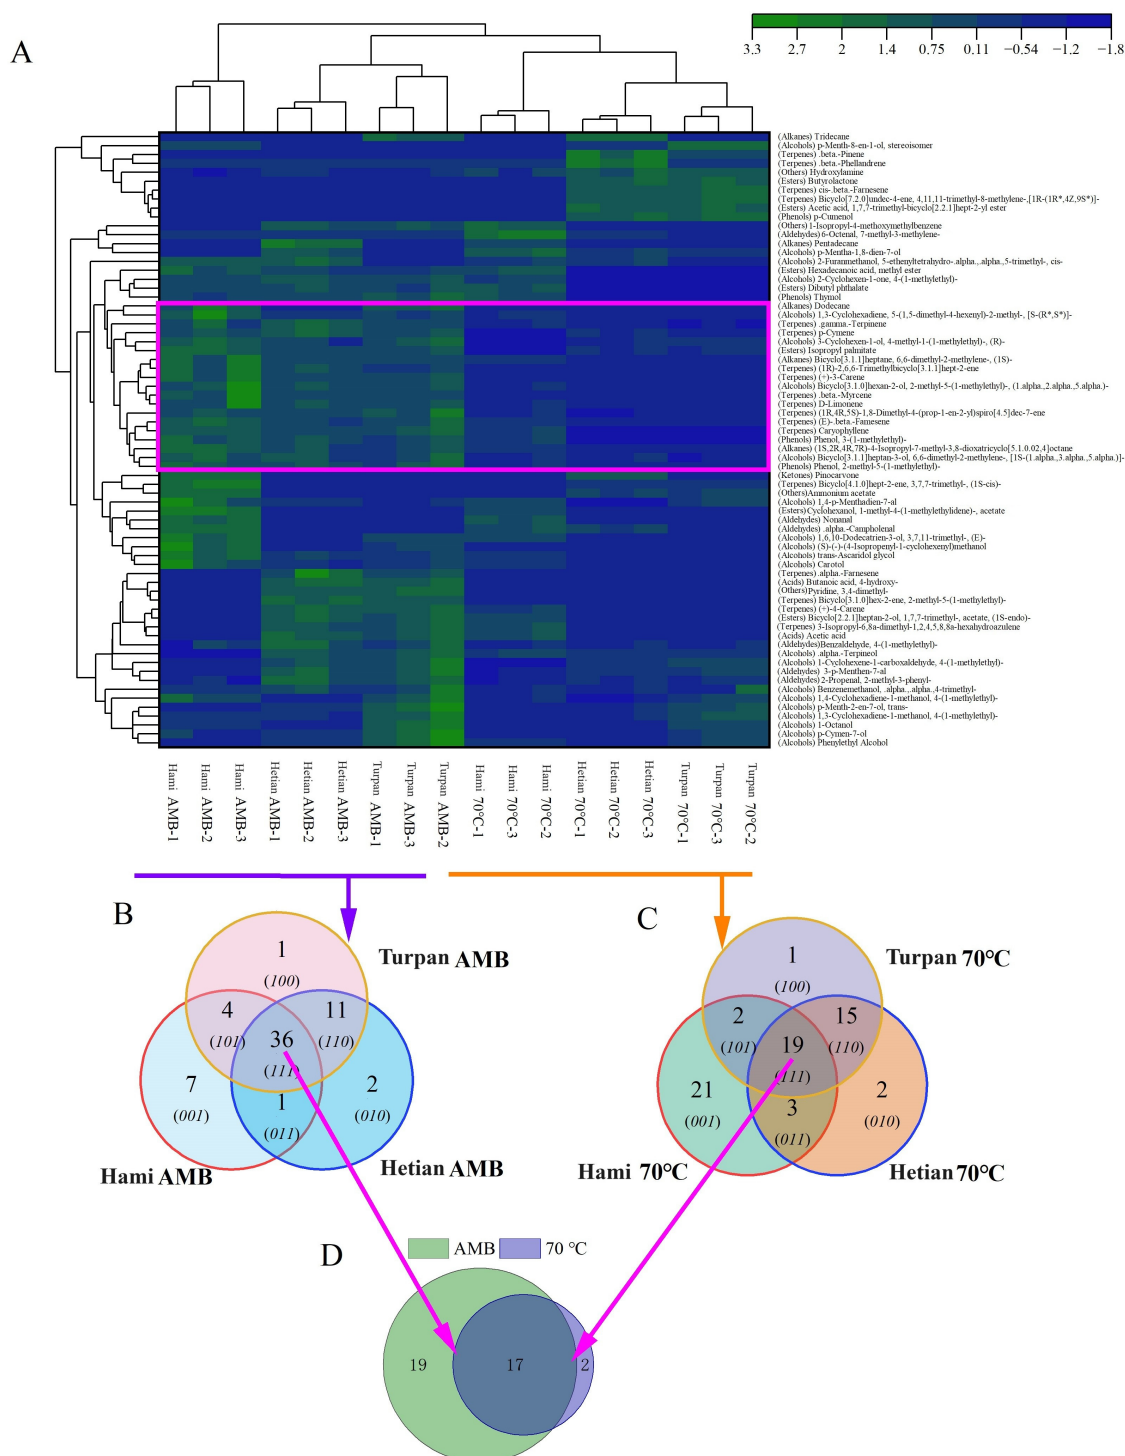 A
3.3 2.7 2 1.4 0.75 0.11 −0.54 −1.2 −1.8
(Alkanes) Tridecane
(Alcohols) p-Menth-8-en-1-ol, stereoisomer
(Terpenes) .beta.-Pinene
(Terpenes) .beta.-Phellandrene
(Others) Hydroxylamine
(Esters) Butyrolactone
(Terpenes) cis-.beta.-Farnesene
(Terpenes) Bicyclo[7.2.0]undec-4-ene, 4,11,11-trimethyl-8-methylene-,[1R-(1R*,4Z,9S*)]-
(Esters) Acetic acid, 1,7,7-trimethyl-bicyclo[2.2.1]hept-2-yl ester
(Phenols) p-Cumenol
(Others) 1-Isopropyl-4-methoxymethylbenzene
(Aldehydes) 6-Octenal, 7-methyl-3-methylene-
(Alkanes) Pentadecane
(Alcohols) p-Mentha-1,8-dien-7-ol
(Alcohols) 2-Furanmethanol, 5-ethenyltetrahydro-.alpha.,.alpha.,5-trimethyl-, cis-
(Esters) Hexadecanoic acid, methyl ester
(Alcohols) 2-Cyclohexen-1-one, 4-(1-methylethyl)-
(Esters) Dibutyl phthalate
(Phenols) Thymol
(Alkanes) Dodecane
(Alcohols) 1,3-Cyclohexadiene, 5-(1,5-dimethyl-4-hexenyl)-2-methyl-, [S-(R*,S*)]-
(Terpenes) .gamma.-Terpinene
(Terpenes) p-Cymene
(Alcohols) 3-Cyclohexen-1-ol, 4-methyl-1-(1-methylethyl)-, (R)-
(Esters) Isopropyl palmitate
(Alkanes) Bicyclo[3.1.1]heptane, 6,6-dimethyl-2-methylene-, (1S)-
(Terpenes) (1R)-2,6,6-Trimethylbicyclo[3.1.1]hept-2-ene
(Terpenes) (+)-3-Carene
(Alcohols) Bicyclo[3.1.0]hexan-2-ol, 2-methyl-5-(1-methylethyl)-, (1.alpha.,2.alpha.,5.alpha.)-
(Terpenes) .beta.-Myrcene
(Terpenes) D-Limonene
(Terpenes) (1R,4R,5S)-1,8-Dimethyl-4-(prop-1-en-2-yl)spiro[4.5]dec-7-ene
(Terpenes) (E)-.beta.-Famesene
(Terpenes) Caryophyllene
(Phenols) Phenol, 3-(1-methylethyl)-
(Alkanes) (1S,2R,4R,7R)-4-Isopropyl-7-methyl-3,8-dioxatricyclo[5.1.0.02,4]octane
(Alcohols) Bicyclo[3.1.1]heptan-3-ol, 6,6-dimethyl-2-methylene-, [1S-(1.alpha.,3.alpha.,5.alpha.)]-
(Phenols) Phenol, 2-methyl-5-(1-methylethyl)-
(Ketones) Pinocarvone
(Terpenes) Bicyclo[4.1.0]hept-2-ene, 3,7,7-trimethyl-, (1S-cis)-
(Others)Ammonium acetate
(Alcohols) 1,4-p-Menthadien-7-al
(Esters)Cyclohexanol, 1-methyl-4-(1-methylethylidene)-, acetate
(Aldehydes) Nonanal
(Aldehydes) .alpha.-Campholenal
(Alcohols) 1,6,10-Dodecatrien-3-ol, 3,7,11-trimethyl-, (E)-
(Alcohols) (S)-(-)-(4-Isopropenyl-1-cyclohexenyl)methanol
(Alcohols) trans-Ascaridol glycol
(Alcohols) Carotol
(Terpenes) .alpha.-Farnesene
(Acids) Butanoic acid, 4-hydroxy-
(Others)Pyridine, 3,4-dimethyl-
(Terpenes) Bicyclo[3.1.0]hex-2-ene, 2-methyl-5-(1-methylethyl)-
(Terpenes) (+)-4-Carene
(Esters) Bicyclo[2.2.1]heptan-2-ol, 1,7,7-trimethyl-, acetate, (1S-endo)-
(Terpenes) 3-Isopropyl-6,8a-dimethyl-1,2,4,5,8,8a-hexahydroazulene
(Acids) Acetic acid
(Aldehydes)Benzaldehyde, 4-(1-methylethyl)-
(Alcohols) .alpha.-Terpineol
(Alcohols) 1-Cyclohexene-1-carboxaldehyde, 4-(1-methylethyl)-
(Aldehydes) 3-p-Menthen-7-al
(Aldehydes)2-Propenal, 2-methyl-3-phenyl-
(Alcohols) Benzenemethanol, .alpha.,.alpha.,4-trimethyl-
(Alcohols) 1,4-Cyclohexadiene-1-methanol, 4-(1-methylethyl)-
(Alcohols) p-Menth-2-en-7-ol, trans-
(Alcohols) 1,3-Cyclohexadiene-1-methanol, 4-(1-methylethyl)-
(Alcohols) 1-Octanol
(Alcohols) p-Cymen-7-ol
(Alcohols) Phenylethyl Alcohol
Hami AMB-1
Hami AMB-2
Hami AMB-3
Hetian AMB-1
Hetian AMB-2
Hetian AMB-3
Turpan AMB-1
Turpan AMB-3
Turpan AMB-2
Hami 70℃-1
Hami 70℃-3
Hami 70℃-2
Hetian 70℃-1
Hetian 70℃-2
Hetian 70℃-3
Turpan 70℃-1
Turpan 70℃-3
Turpan 70℃-2
B
1
(100)
Turpan AMB
4
(101)
11
(110)
36
(111)
7
(001)
1
(011)
2
(010)
Hami AMB
Hetian AMB
C
1
(100)
Turpan 70℃
2
(101)
15
(110)
19
(111)
21
(001)
3
(011)
2
(010)
Hami 70℃
Hetian 70℃
D
AMB 70 ℃
19 17 2